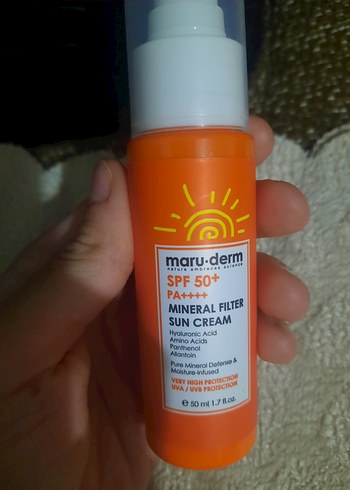 maru·derm
nature embraces science
SPF 50+
PA++++
MINERAL FILTER
SUN CREAM
Hyaluronic Acid
Amino Acids
Panthenol
Allantoin
Pure Mineral Defense &
Moisture-Infused
VERY HIGH PROTECTION
UVA / UVB PROTECTION
℮ 50 ml 1.7 fl.oz.